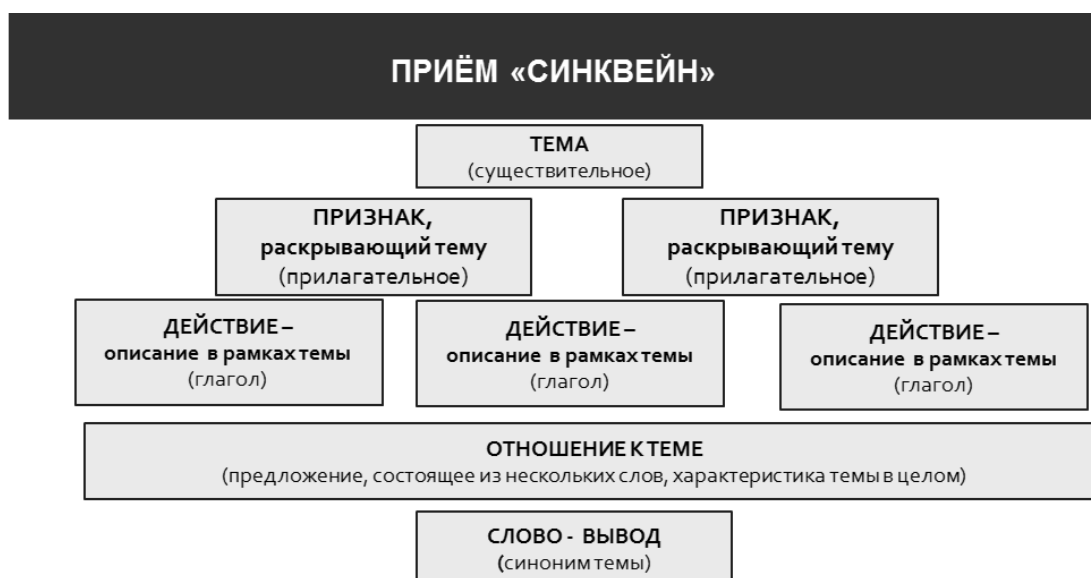 ПРИЁМ «СИНКВЕЙН»
ТЕМА
(существительное)
ПРИЗНАК,
раскрывающий тему
(прилагательное)
ПРИЗНАК,
раскрывающий тему
(прилагательное)
ДЕЙСТВИЕ –
описание в рамках темы
(глагол)
ДЕЙСТВИЕ –
описание в рамках темы
(глагол)
ДЕЙСТВИЕ –
описание в рамках темы
(глагол)
ОТНОШЕНИЕ К ТЕМЕ
(предложение, состоящее из нескольких слов, характеристика темы в целом)
СЛОВО - ВЫВОД
(синоним темы)